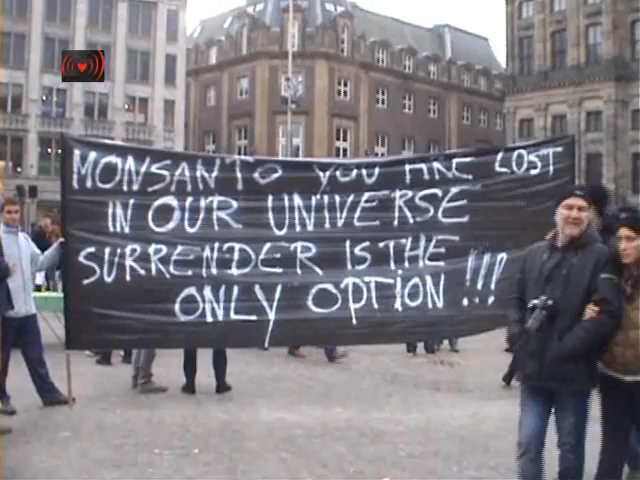 MONSANTO YOU ARE LOST
IN OUR UNIVERSE
SURRENDER IS THE
ONLY OPTION !!!